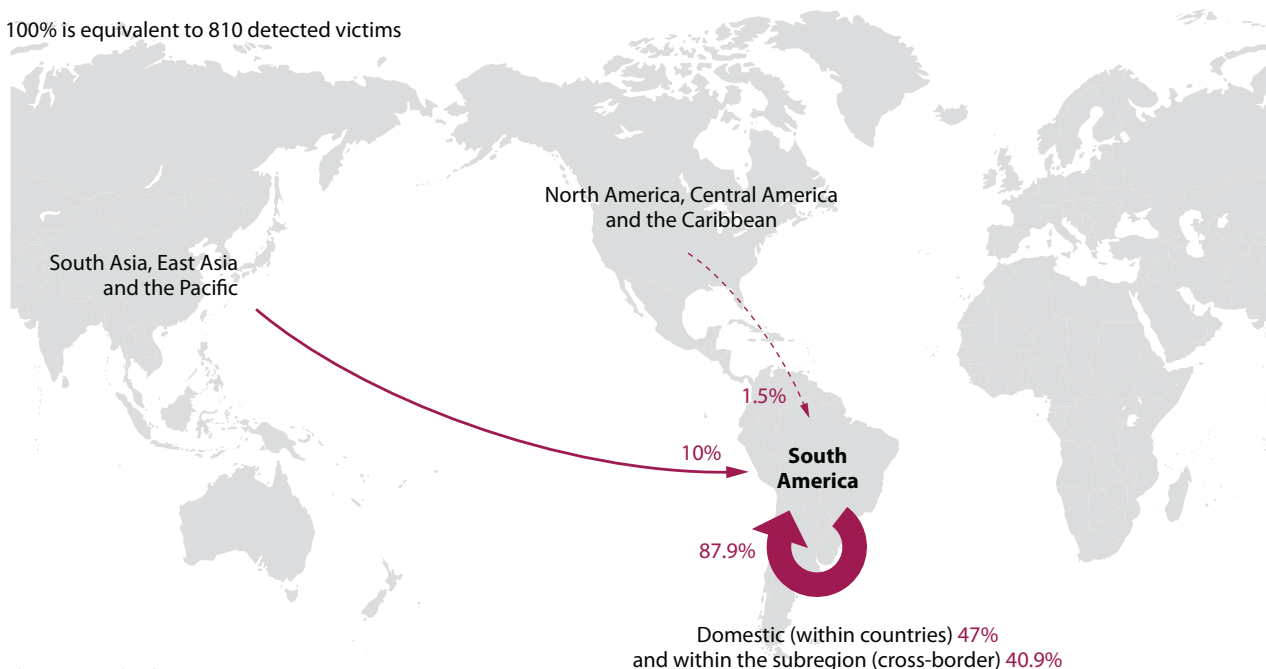 100% is equivalent to 810 detected victims
North America, Central America
and the Caribbean
South Asia, East Asia
and the Pacific
1.5%
10%
South
America
87.9%
Domestic (within countries) 47%
and within the subregion (cross-border) 40.9%